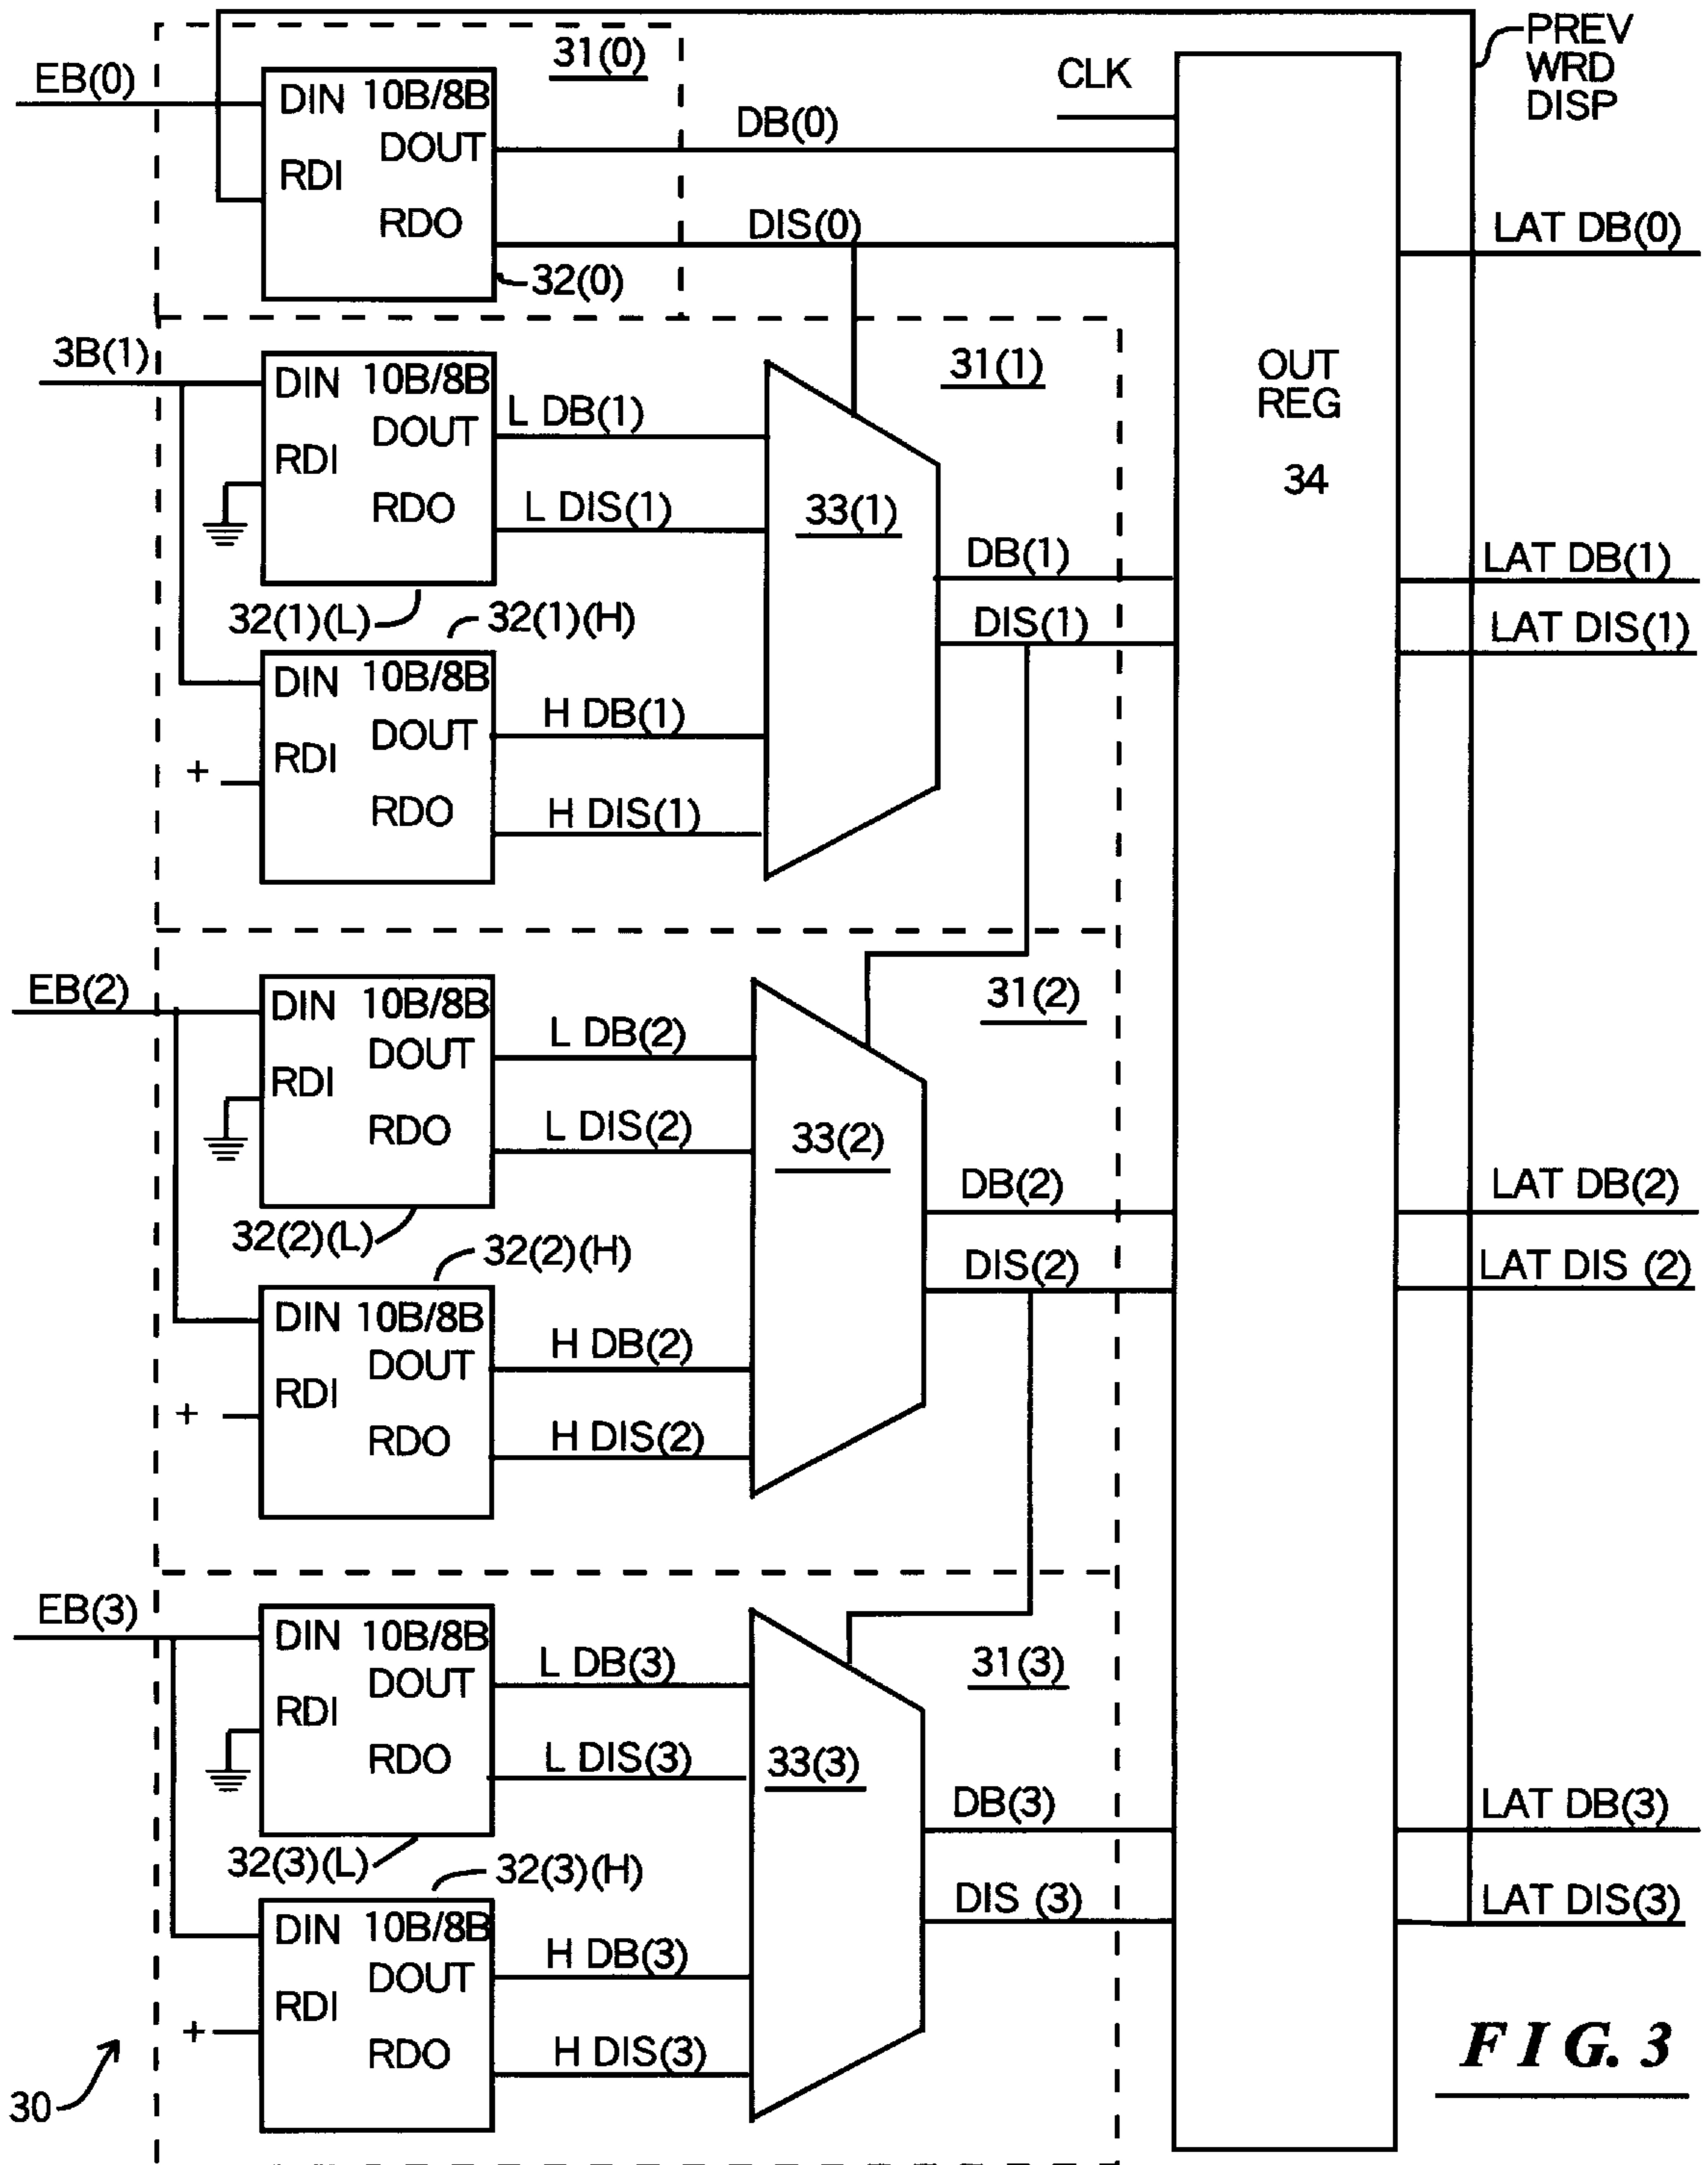 PREV
WRD
DISP
EB(0)
31(0)
CLK
DIN 10B/8B
DOUT
RDI
RDO
DB(0)
DIS(0)
32(0)
LAT DB(0)
3B(1)
DIN 10B/8B
DOUT
RDI
RDO
L DB(1)
L DIS(1)
31(1)
33(1)
OUT
REG
34
DB(1)
DIS(1)
LAT DB(1)
LAT DIS(1)
32(1)(L)
32(1)(H)
DIN 10B/8B
DOUT
RDI
RDO
+
H DB(1)
H DIS(1)
EB(2)
DIN 10B/8B
DOUT
RDI
RDO
L DB(2)
L DIS(2)
31(2)
33(2)
DB(2)
DIS(2)
LAT DB(2)
LAT DIS (2)
32(2)(L)
32(2)(H)
DIN 10B/8B
DOUT
RDI
RDO
+
H DB(2)
H DIS(2)
EB(3)
DIN 10B/8B
DOUT
RDI
RDO
L DB(3)
L DIS(3)
31(3)
33(3)
DB(3)
DIS (3)
LAT DB(3)
LAT DIS(3)
32(3)(L)
32(3)(H)
DIN 10B/8B
DOUT
RDI
RDO
+
H DB(3)
H DIS(3)
30
FIG. 3